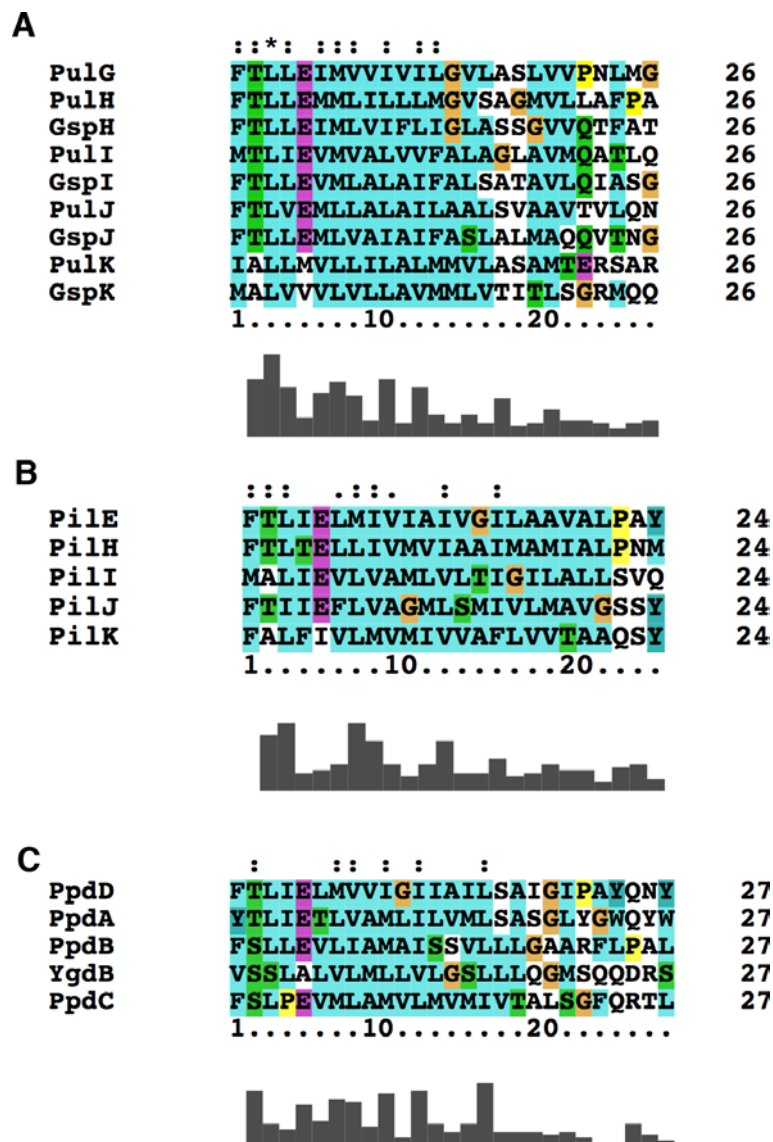 A
::*: ::: : ::
PulG FTLLEIMVVIVILGVLASLVVPNLMG 26
PulH FTLLEMMLILLLMGVSAGMVLLAFPA 26
GspH FTLLEIMLVIFLIGLASSGVVQTFAT 26
PulI MTLIEVMVALVVFALAGLAVMQATLQ 26
GspI FTLLEVMLALAIFALSATAVLQIASG 26
PulJ FTLVEMLLALAILAALSVAAVTVLQN 26
GspJ FTLLEMLVAIAIFASLALMAQQVTNG 26
PulK IALLMVLLILALMMVLASAMTERSAR 26
GspK MALVVVLVLLAVMMLVTITLSGRMQQ 26
1.......10........20......
B
::: .::. : :
PilE FTLIELMIVIAIVGILAAVALPAY 24
PilH FTLTELLIVMVIAAIMAMIALPNM 24
PilI MALIEVLVAMLVLTIGILALLSVQ 24
PilJ FTIIEFLVAGMLSMIVLMAVGSSY 24
PilK FALFIVLMVMIVVAFLVVTAAQSY 24
1.......10........20....
C
: :: : : :
PpdD FTLIELMVVIGIIAILSAIGIPAYQNY 27
PpdA YTLIETLVAMLILVMLSASGLYGWQYW 27
PpdB FSLLEVLIAMAISSVLLLGAARFLPAL 27
YgdB VSSLALVLMLLVLGSLLLQGMSQQDRS 27
PpdC FSLPEVMLAMVLMVMIVTALSGFQRTL 27
1.......10........20.......